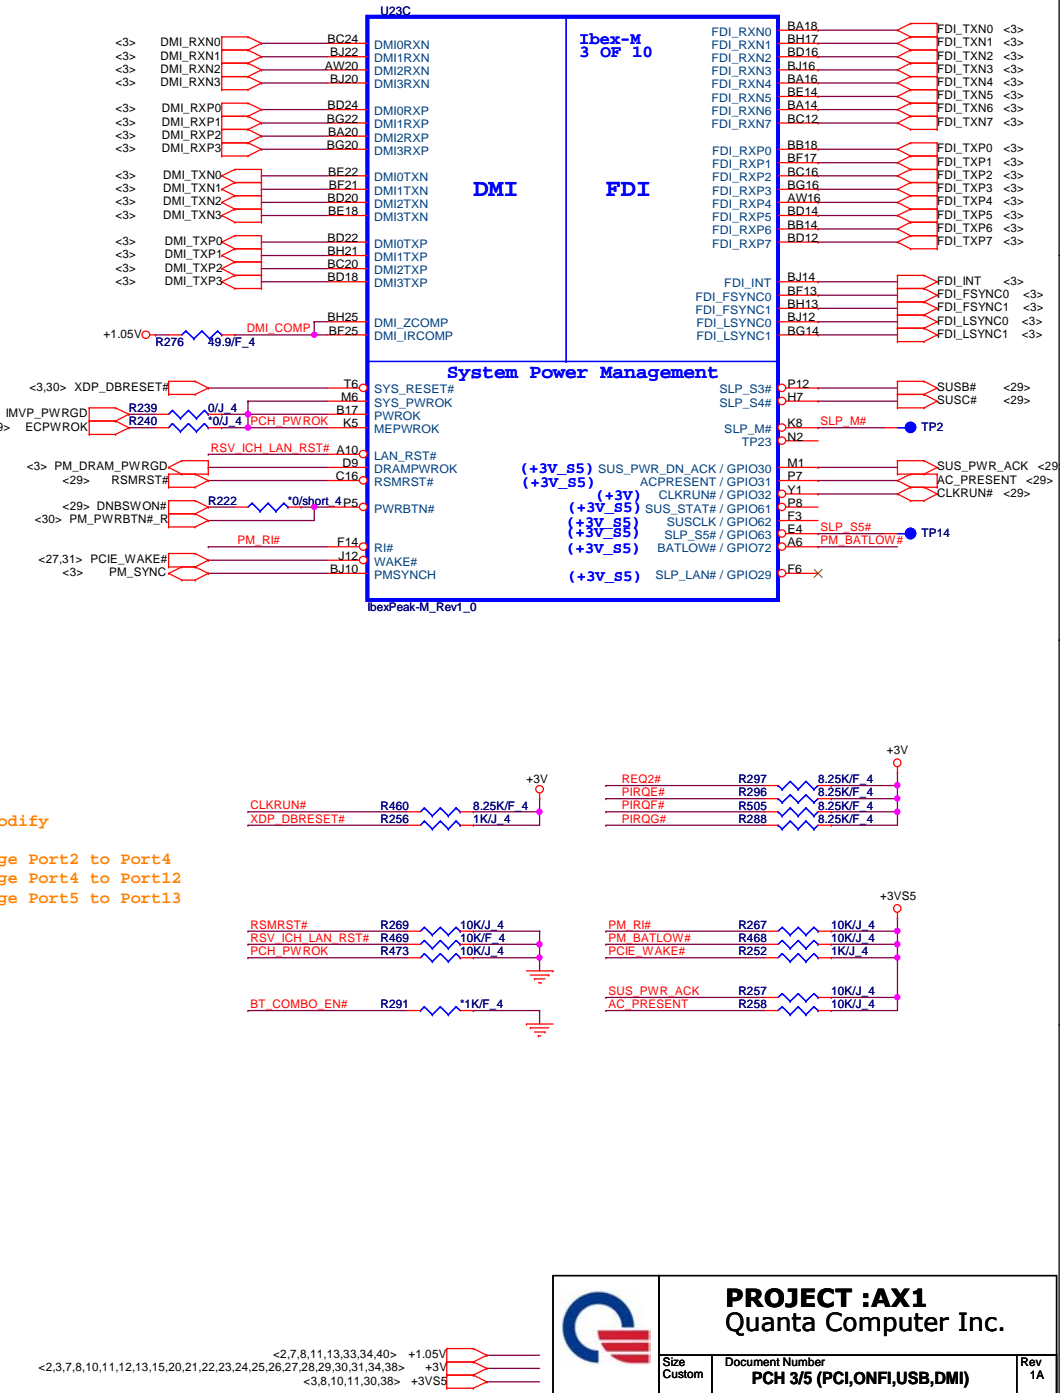 U23C
Ibex-M
3 OF 10
<3> DMI_RXN0 BC24 DMI0RXN
<3> DMI_RXN1 BJ22 DMI1RXN
<3> DMI_RXN2 AW20 DMI2RXN
<3> DMI_RXN3 BJ20 DMI3RXN
<3> DMI_RXP0 BD24 DMI0RXP
<3> DMI_RXP1 BG22 DMI1RXP
<3> DMI_RXP2 BA20 DMI2RXP
<3> DMI_RXP3 BG20 DMI3RXP
<3> DMI_TXN0 BE22 DMI0TXN
<3> DMI_TXN1 BF21 DMI1TXN
<3> DMI_TXN2 BD20 DMI2TXN
<3> DMI_TXN3 BE18 DMI3TXN
<3> DMI_TXP0 BD22 DMI0TXP
<3> DMI_TXP1 BH21 DMI1TXP
<3> DMI_TXP2 BC20 DMI2TXP
<3> DMI_TXP3 BD18 DMI3TXP
BH25 DMI_ZCOMP
+1.05V R276 49.9/F_4 DMI_COMP BF25 DMI_IRCOMP
DMI FDI
FDI_RXN0 BA18 FDI_TXN0 <3>
FDI_RXN1 BH17 FDI_TXN1 <3>
FDI_RXN2 BD16 FDI_TXN2 <3>
FDI_RXN3 BJ16 FDI_TXN3 <3>
FDI_RXN4 BA16 FDI_TXN4 <3>
FDI_RXN5 BE14 FDI_TXN5 <3>
FDI_RXN6 BA14 FDI_TXN6 <3>
FDI_RXN7 BC12 FDI_TXN7 <3>
FDI_RXP0 BB18 FDI_TXP0 <3>
FDI_RXP1 BF17 FDI_TXP1 <3>
FDI_RXP2 BC16 FDI_TXP2 <3>
FDI_RXP3 BG16 FDI_TXP3 <3>
FDI_RXP4 AW16 FDI_TXP4 <3>
FDI_RXP5 BD14 FDI_TXP5 <3>
FDI_RXP6 BB14 FDI_TXP6 <3>
FDI_RXP7 BD12 FDI_TXP7 <3>
FDI_INT BJ14 FDI_INT <3>
FDI_FSYNC0 BF13 FDI_FSYNC0 <3>
FDI_FSYNC1 BH13 FDI_FSYNC1 <3>
FDI_LSYNC0 BJ12 FDI_LSYNC0 <3>
FDI_LSYNC1 BG14 FDI_LSYNC1 <3>
System Power Management
<3,30> XDP_DBRESET# T6 SYS_RESET#
M6 SYS_PWROK
IMVP_PWRGD R239 0/J_4 B17 PWROK
9> ECPWROK R240 *0/J_4 PCH_PWROK K5 MEPWROK
RSV_ICH_LAN_RST# A10 LAN_RST#
<3> PM_DRAM_PWRGD D9 DRAMPWROK
<29> RSMRST# C16 RSMRST#
<29> DNBSWON# R222 *0/short_4 P5 PWRBTN#
<30> PM_PWRBTN#_R
PM_RI# F14 RI#
<27,31> PCIE_WAKE# J12 WAKE#
<3> PM_SYNC BJ10 PMSYNCH
SLP_S3# P12 SUSB# <29>
SLP_S4# H7 SUSC# <29>
SLP_M# K8 SLP_M# TP2
TP23 N2
(+3V_S5) SUS_PWR_DN_ACK / GPIO30 M1 SUS_PWR_ACK <29
(+3V_S5) ACPRESENT / GPIO31 P7 AC_PRESENT <29>
(+3V) CLKRUN# / GPIO32 Y1 CLKRUN# <29>
(+3V_S5) SUS_STAT# / GPIO61 P8
(+3V_S5) SUSCLK / GPIO62 F3
(+3V_S5) SLP_S5# / GPIO63 E4 SLP_S5# TP14
(+3V_S5) BATLOW# / GPIO72 A6 PM_BATLOW#
(+3V_S5) SLP_LAN# / GPIO29 F6
IbexPeak-M_Rev1_0
+3V
CLKRUN# R460 8.25K/F_4
XDP_DBRESET# R256 1K/J_4
+3V
REQ2# R297 8.25K/F_4
PIRQE# R296 8.25K/F_4
PIRQF# R505 8.25K/F_4
PIRQG# R288 8.25K/F_4
odify
ge Port2 to Port4
ge Port4 to Port12
ge Port5 to Port13
RSMRST# R269 10K/J_4
RSV_ICH_LAN_RST# R469 10K/F_4
PCH_PWROK R473 10K/J_4
BT_COMBO_EN# R291 *1K/F_4
+3VS5
PM_RI# R267 10K/J_4
PM_BATLOW# R468 10K/J_4
PCIE_WAKE# R252 1K/J_4
SUS_PWR_ACK R257 10K/J_4
AC_PRESENT R258 10K/J_4
<2,7,8,11,13,33,34,40> +1.05V
<2,3,7,8,10,11,12,13,15,20,21,22,23,24,25,26,27,28,29,30,31,34,38> +3V
<3,8,10,11,30,38> +3VS5
PROJECT :AX1
Quanta Computer Inc.
Size Custom
Document Number PCH 3/5 (PCI,ONFI,USB,DMI)
Rev 1A